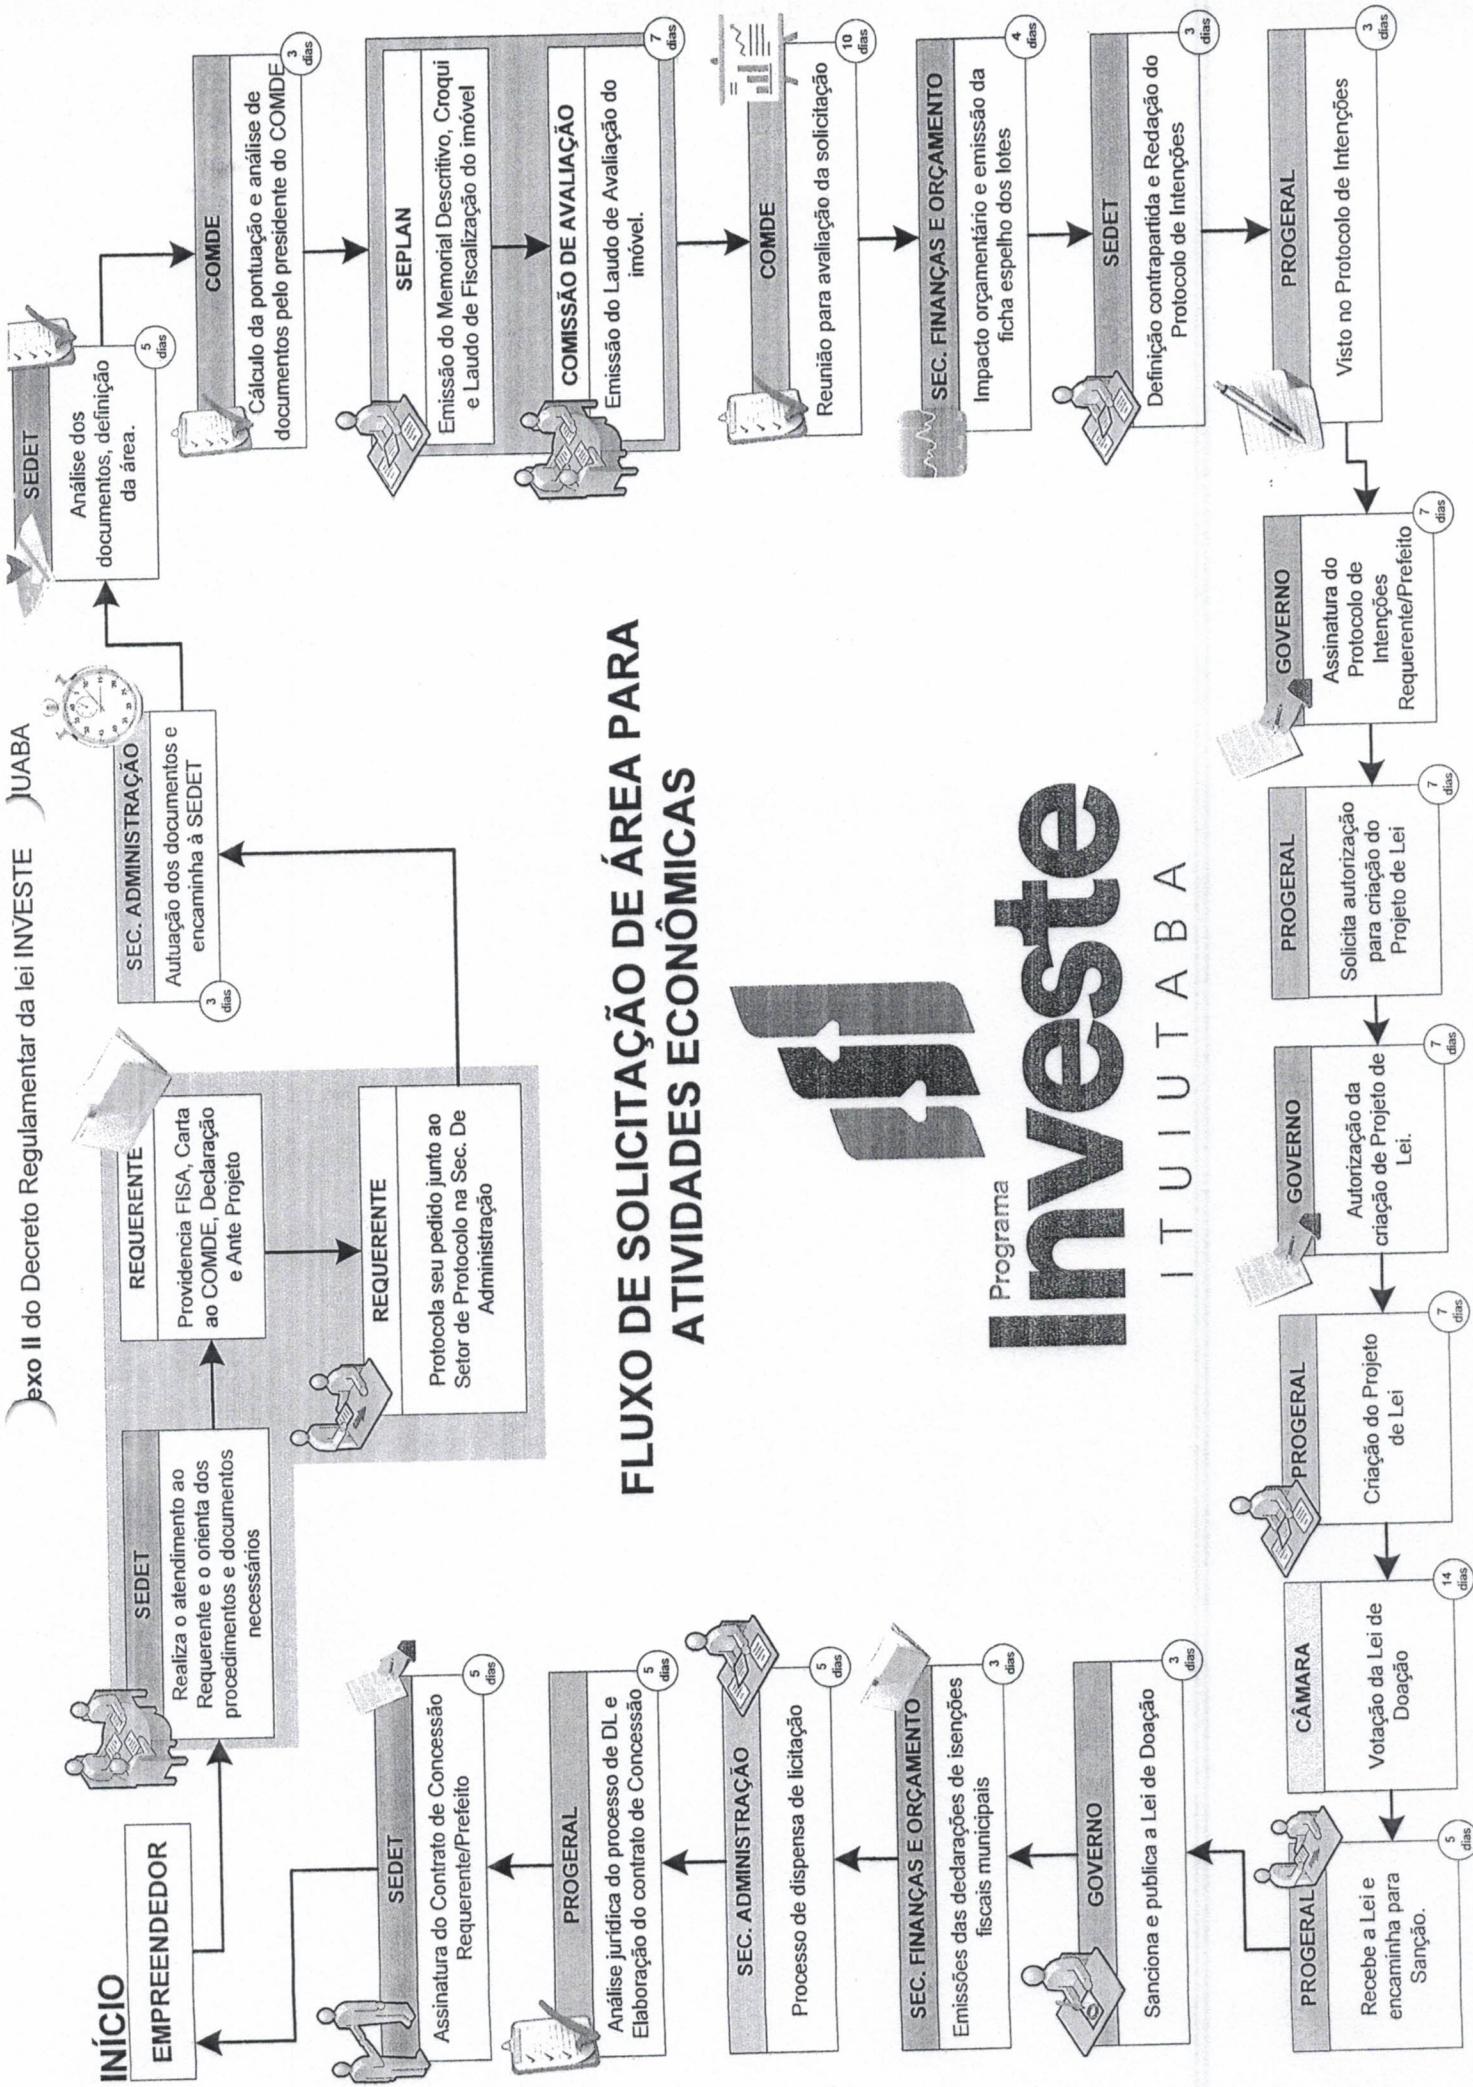 exo II do Decreto Regulamentar da lei INVESTE
IUABA
INÍCIO
EMPREENDEDOR
SEDET
Realiza o atendimento ao
Requerente e o orienta dos
procedimentos e documentos
necessários
REQUERENTE
Providencia FISA, Carta
ao COMDE, Declaração
e Ante Projeto
REQUERENTE
Protocola seu pedido junto ao
Setor de Protocolo na Sec. De
Administração
SEC. ADMINISTRAÇÃO
Autuação dos documentos e
encaminha à SEDET
3
dias
SEDET
Análise dos
documentos, definição
da área.
5
dias
COMDE
Cálculo da pontuação e análise de
documentos pelo presidente do COMDE
3
dias
SEPLAN
Emissão do Memorial Descritivo, Croqui
e Laudo de Fiscalização do imóvel
COMISSÃO DE AVALIAÇÃO
Emissão do Laudo de Avaliação do
imóvel.
7
dias
COMDE
Reunião para avaliação da solicitação
10
dias
SEC. FINANÇAS E ORÇAMENTO
Impacto orçamentário e emissão da
ficha espelho dos lotes
4
dias
SEDET
Definição contrapartida e Redação do
Protocolo de Intenções
3
dias
PROGERAL
Visto no Protocolo de Intenções
3
dias
GOVERNO
Assinatura do
Protocolo de
Intenções
Requerente/Prefeito
7
dias
PROGERAL
Solicita autorização
para criação do
Projeto de Lei
7
dias
GOVERNO
Autorização da
criação de Projeto de
Lei.
7
dias
PROGERAL
Criação do Projeto
de Lei
7
dias
CÂMARA
Votação da Lei de
Doação
14
dias
PROGERAL
Recebe a Lei e
encaminha para
Sanção.
5
dias
GOVERNO
Sanciona e publica a Lei de Doação
3
dias
SEC. FINANÇAS E ORÇAMENTO
Emissões das declarações de isenções
fiscais municipais
3
dias
SEC. ADMINISTRAÇÃO
Processo de dispensa de licitação
5
dias
PROGERAL
Análise jurídica do processo de DL e
Elaboração do contrato de Concessão
5
dias
SEDET
Assinatura do Contrato de Concessão
Requerente/Prefeito
5
dias
FLUXO DE SOLICITAÇÃO DE ÁREA PARA
ATIVIDADES ECONÔMICAS
Programa
Investe
ITUIUTABA